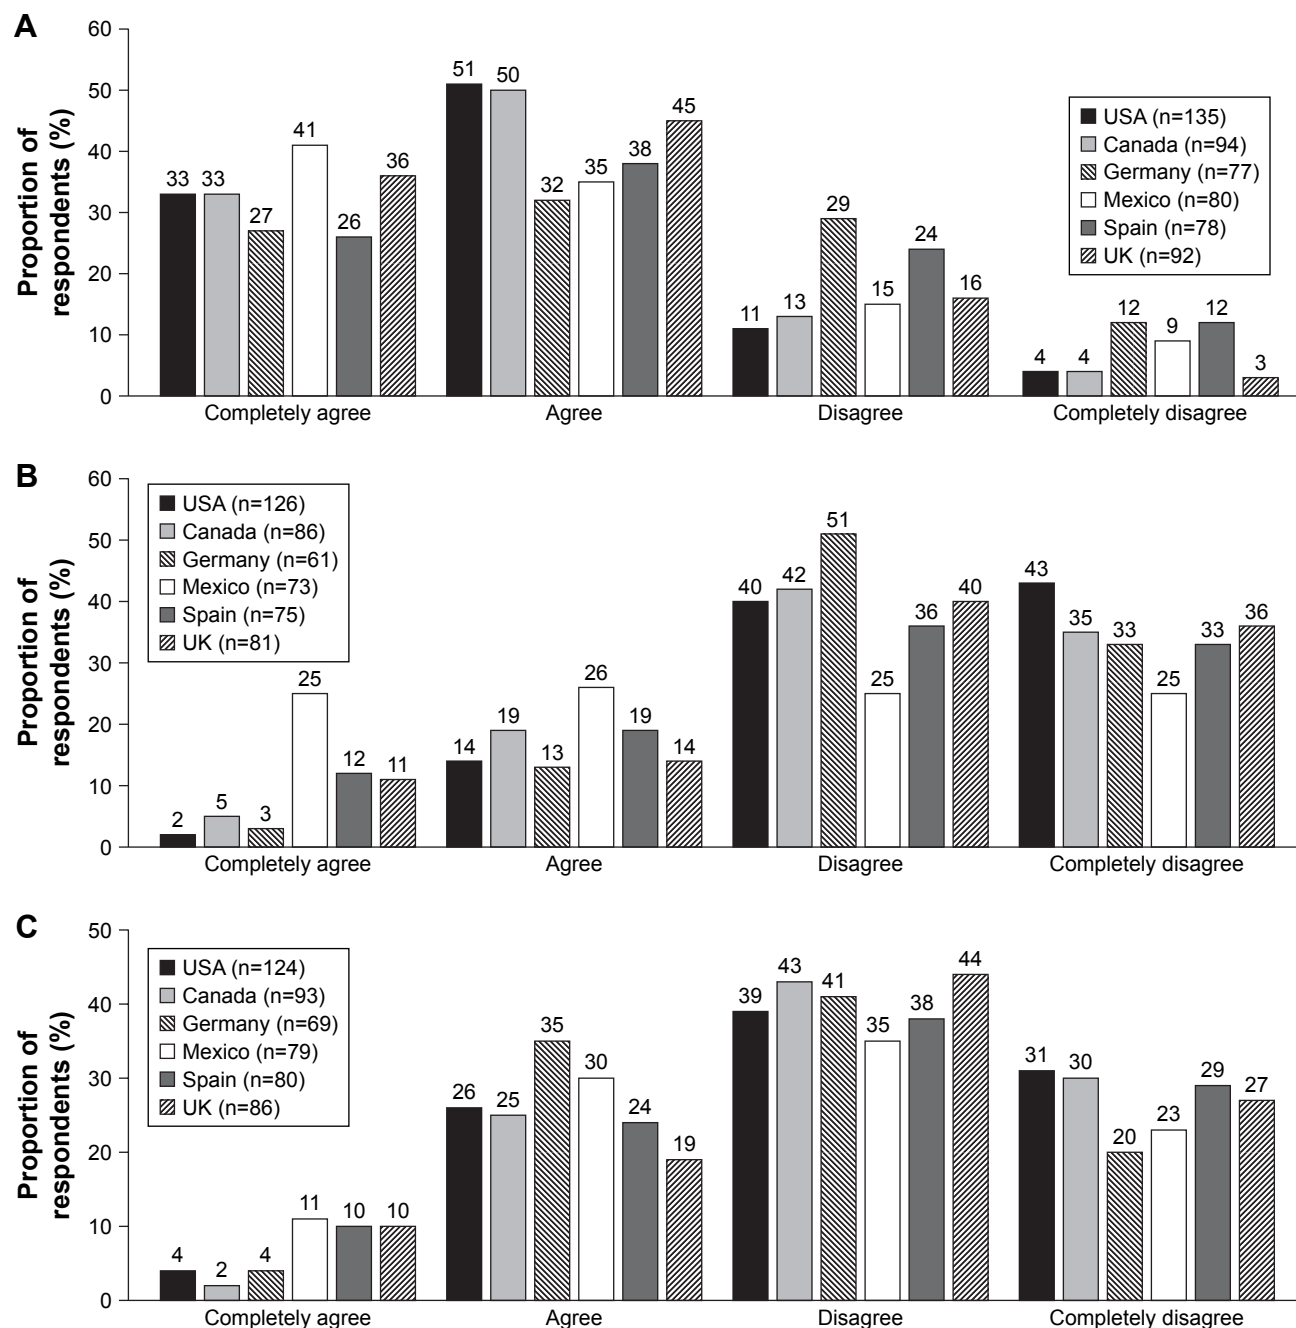 A
Proportion of
respondents (%)
60
50
40
30
20
10
0
33 33 27 41 26 36
51 50 32 35 38 45
11 13 29 15 24 16
4 4 12 9 12 3
USA (n=135)
Canada (n=94)
Germany (n=77)
Mexico (n=80)
Spain (n=78)
UK (n=92)
Completely agree Agree Disagree Completely disagree
B
Proportion of
respondents (%)
60
50
40
30
20
10
0
USA (n=126)
Canada (n=86)
Germany (n=61)
Mexico (n=73)
Spain (n=75)
UK (n=81)
2 5 3 25 12 11
14 19 13 26 19 14
40 42 51 25 36 40
43 35 33 25 33 36
Completely agree Agree Disagree Completely disagree
C
Proportion of
respondents (%)
50
40
30
20
10
0
USA (n=124)
Canada (n=93)
Germany (n=69)
Mexico (n=79)
Spain (n=80)
UK (n=86)
4 2 4 11 10 10
26 25 35 30 24 19
39 43 41 35 38 44
31 30 20 23 29 27
Completely agree Agree Disagree Completely disagree